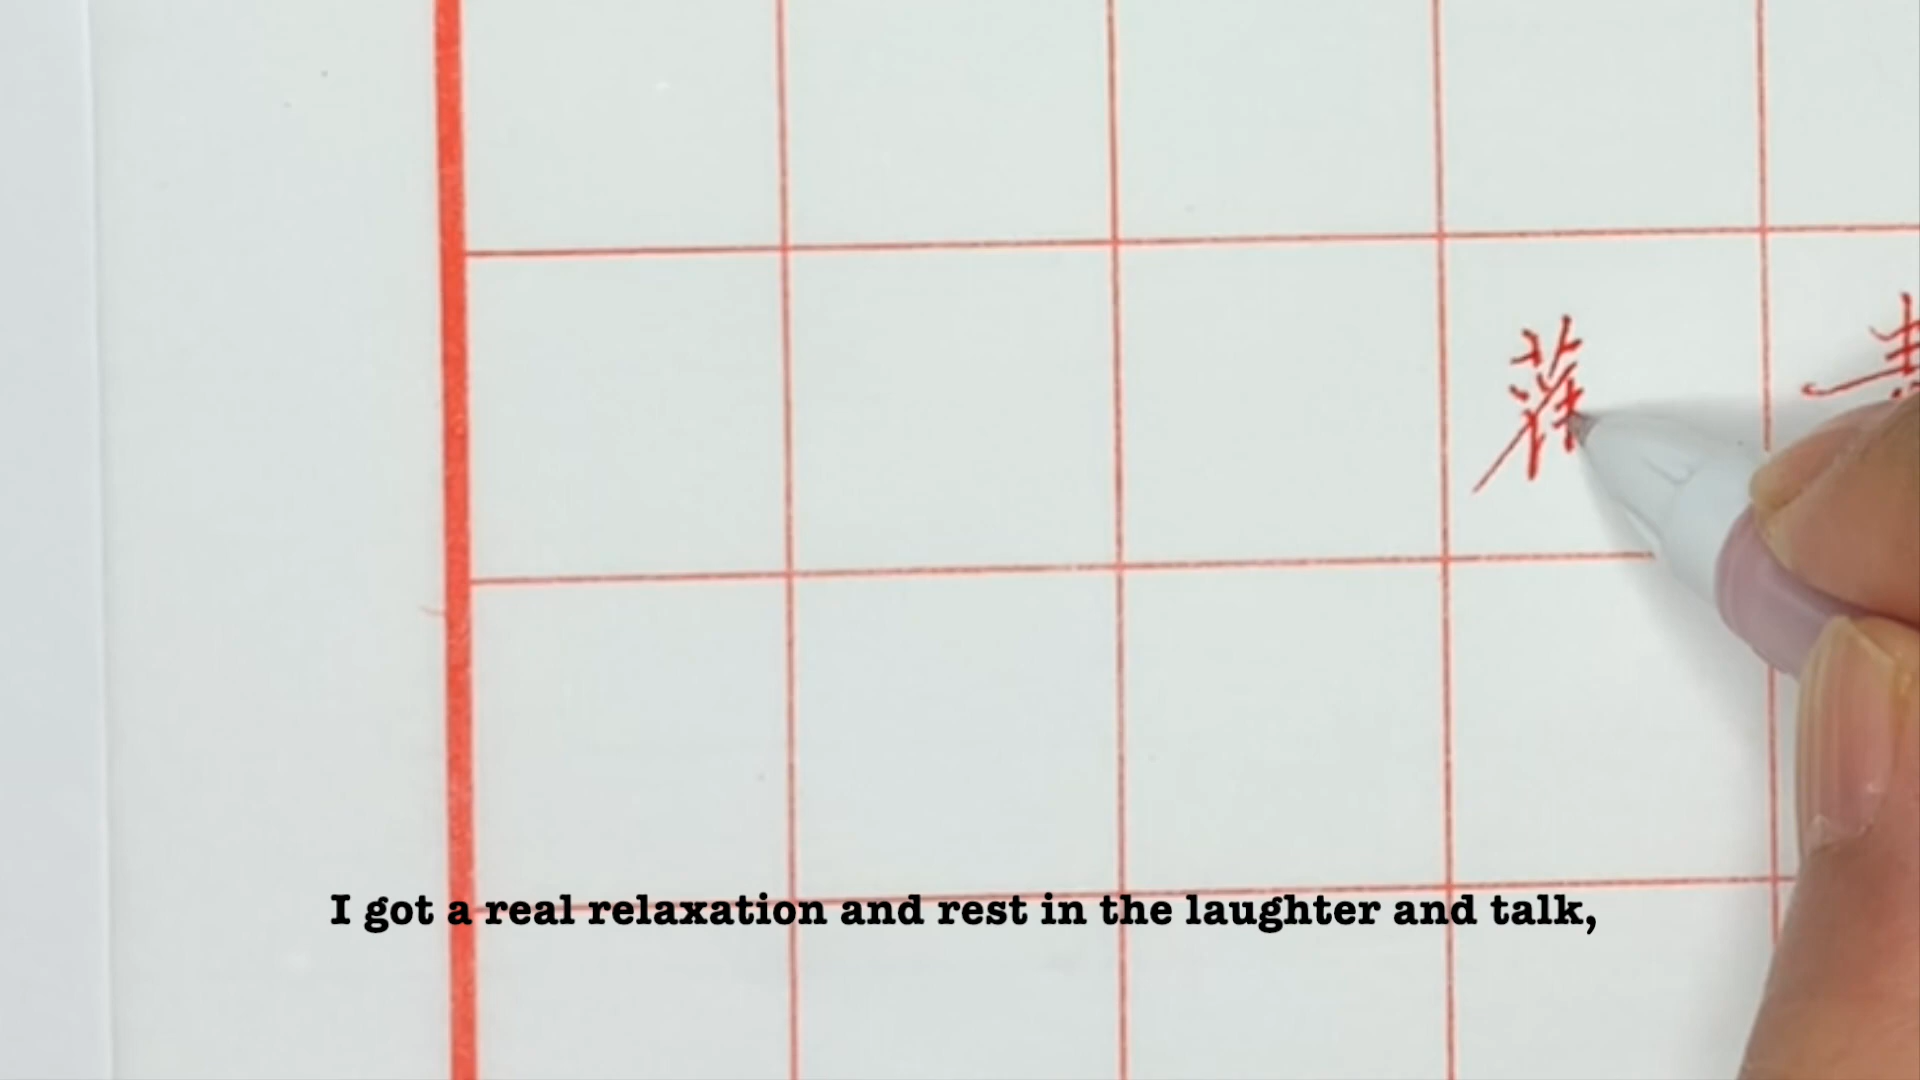 I got a real relaxation and rest in the laughter and talk,